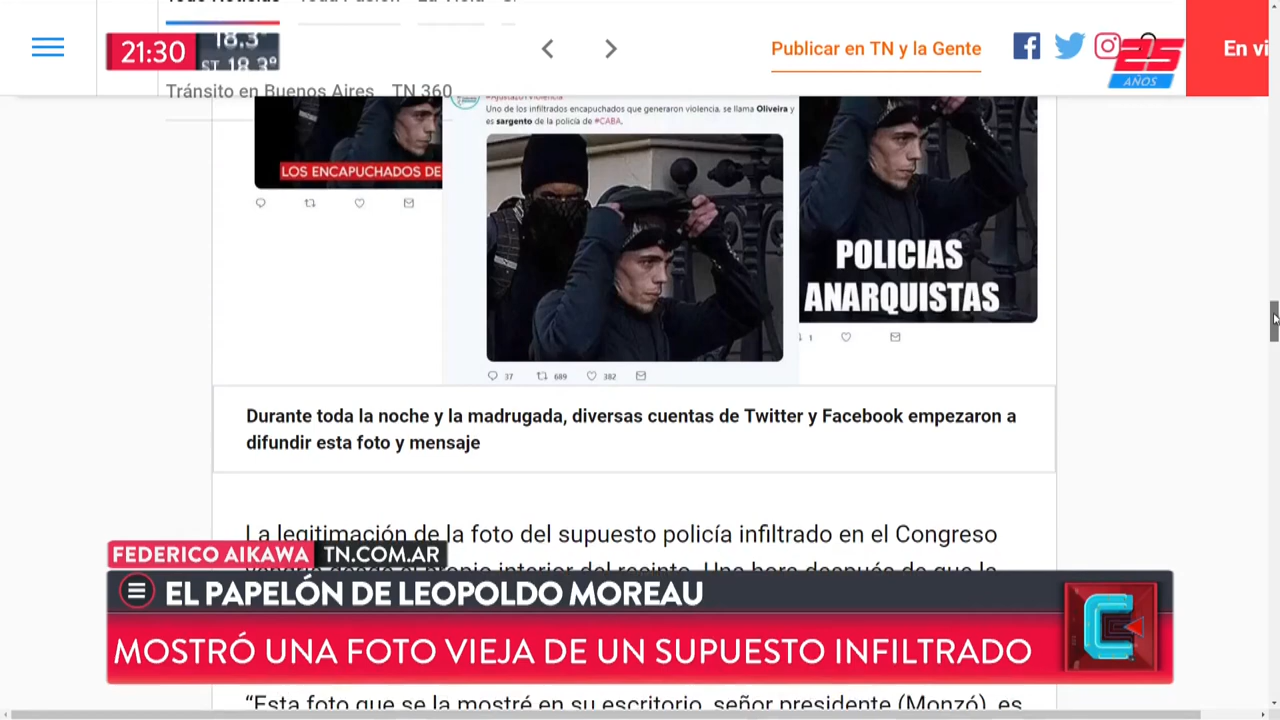 21:30
18.3°
ST 18.3°
Publicar en TN y la Gente
25
AÑOS
En vi
Tránsito en Buenos Aires TN 360
Uno de los infiltrados encapuchados que generaron violencia, se llama Oliveira y
es sargento de la policía de #CABA.
LOS ENCAPUCHADOS DE
POLICIAS
ANARQUISTAS
1
37 689 382
Durante toda la noche y la madrugada, diversas cuentas de Twitter y Facebook empezaron a
difundir esta foto y mensaje
La legitimación de la foto del supuesto policía infiltrado en el Congreso
FEDERICO AIKAWA TN.COM.AR
EL PAPELÓN DE LEOPOLDO MOREAU
MOSTRÓ UNA FOTO VIEJA DE UN SUPUESTO INFILTRADO
“Esta foto que se la mostré en su escritorio, señor presidente (Monzó), es